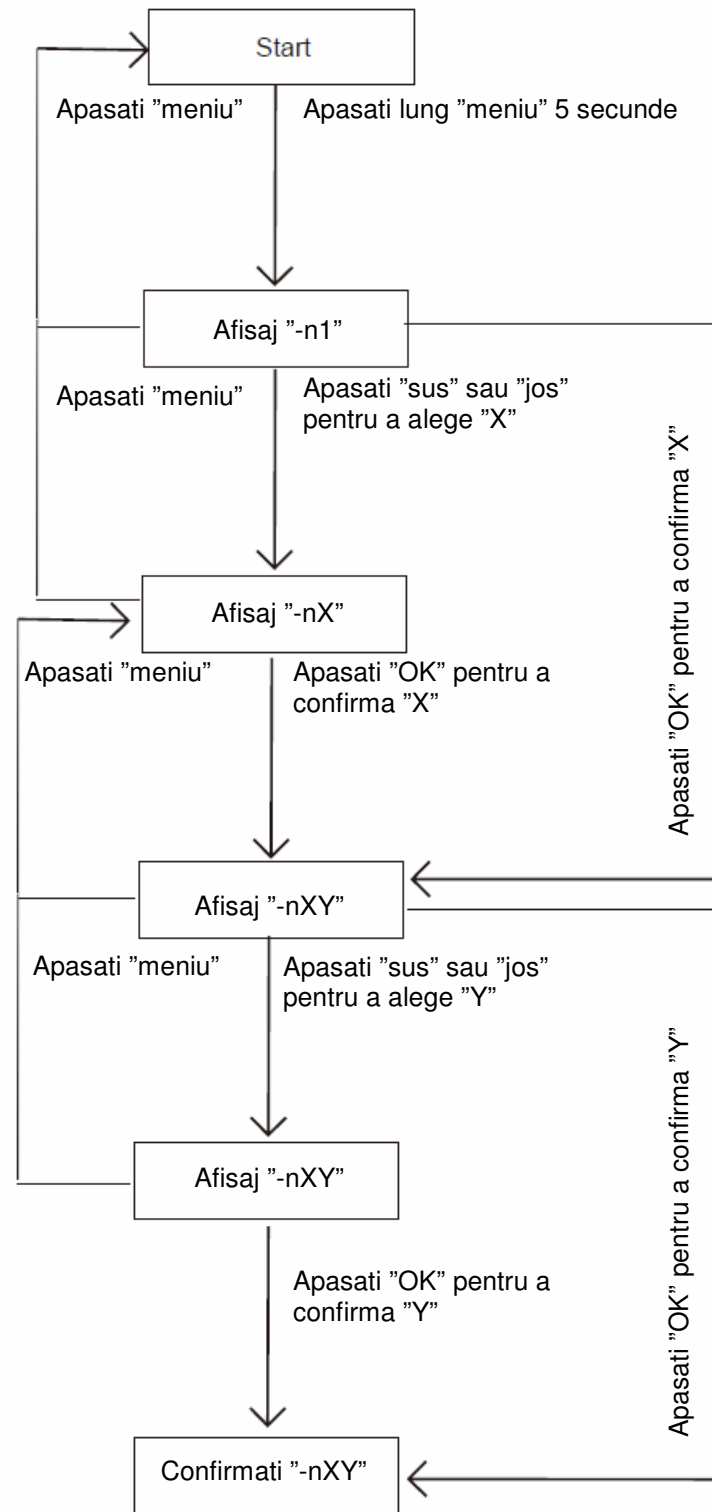 Start
Apasati ”meniu”
Apasati lung ”meniu” 5 secunde
Afisaj ”-n1”
Apasati ”meniu”
Apasati ”sus” sau ”jos”
pentru a alege ”X”
Apasati ”OK” pentru a confirma ”X”
Afisaj ”-nX”
Apasati ”meniu”
Apasati ”OK” pentru a
confirma ”X”
Afisaj ”-nXY”
Apasati ”meniu”
Apasati ”sus” sau ”jos”
pentru a alege ”Y”
Apasati ”OK” pentru a confirma ”Y”
Afisaj ”-nXY”
Apasati ”OK” pentru a
confirma ”Y”
Confirmati ”-nXY”